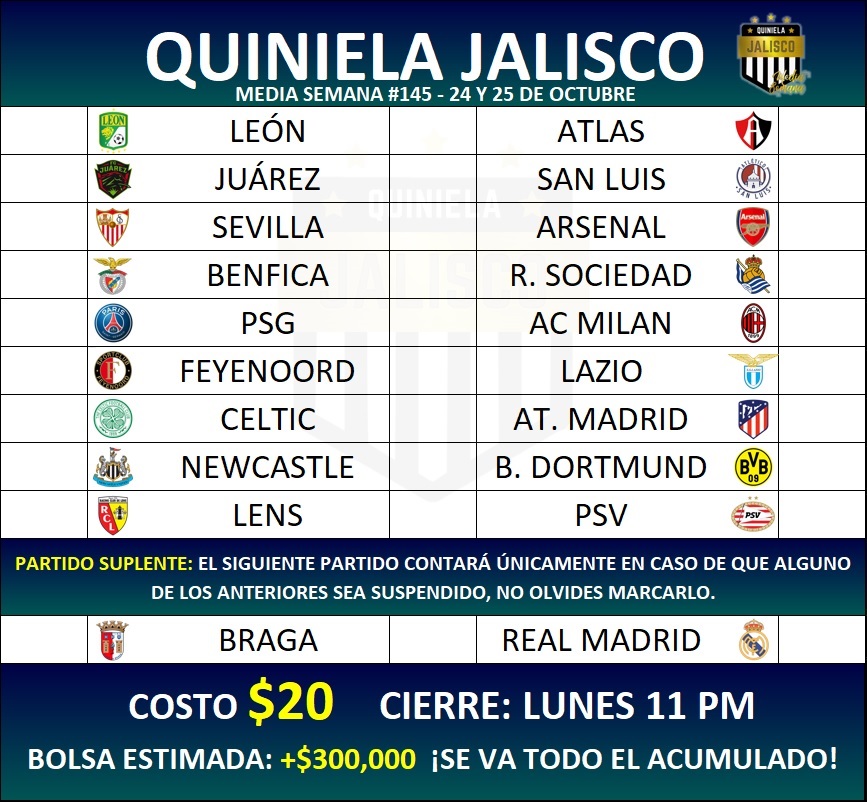 QUINIELA JALISCO
QUINIELA
JALISCO
Media
Semana
MEDIA SEMANA #145 - 24 Y 25 DE OCTUBRE
LEÓN ATLAS
JUÁREZ SAN LUIS
SEVILLA ARSENAL
BENFICA R. SOCIEDAD
PSG AC MILAN
FEYENOORD LAZIO
CELTIC AT. MADRID
NEWCASTLE B. DORTMUND
LENS PSV
PARTIDO SUPLENTE: EL SIGUIENTE PARTIDO CONTARÁ ÚNICAMENTE EN CASO DE QUE ALGUNO
DE LOS ANTERIORES SEA SUSPENDIDO, NO OLVIDES MARCARLO.
BRAGA REAL MADRID
COSTO $20 CIERRE: LUNES 11 PM
BOLSA ESTIMADA: +$300,000 ¡SE VA TODO EL ACUMULADO!